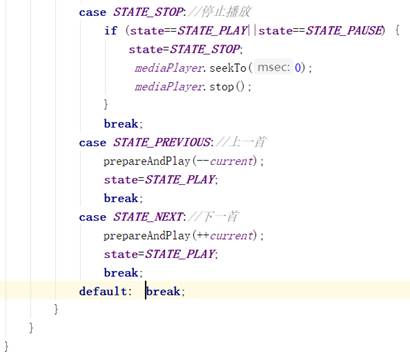 case STATE_STOP://停止播放
if (state==STATE_PLAY||state==STATE_PAUSE) {
state=STATE_STOP;
mediaPlayer.seekTo( msec: 0);
mediaPlayer.stop();
}
break;
case STATE_PREVIOUS://上一首
prepareAndPlay(--current);
state=STATE_PLAY;
break;
case STATE_NEXT://下一首
prepareAndPlay(++current);
state=STATE_PLAY;
break;
default: break;
}
}
}